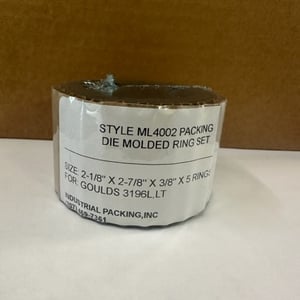 STYLE ML4002 PACKING
DIE MOLDED RING SET
SIZE: 2-1/8" X 2-7/8" X 3/8" X 5 RINGS
FOR: GOULDS 3196L,LT
INDUSTRIAL PACKING,INC